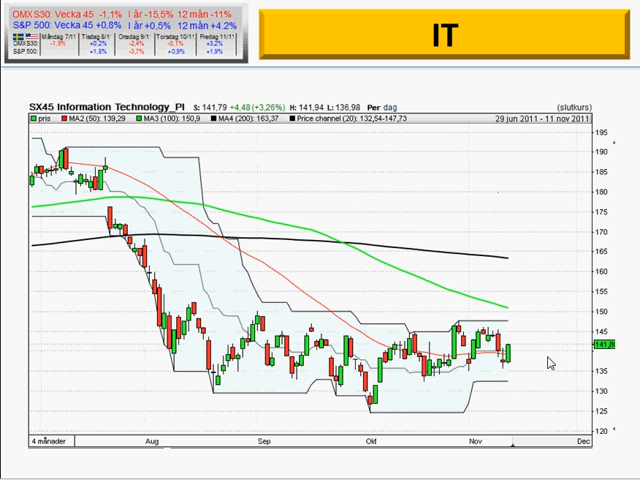 OMXS30: Vecka 45 -1,1% I år -15,5% 12 mån -11%
S&P 500: Vecka 45 +0,8% I år +0,5% 12 mån +4.2%
Måndag 7/11 Tisdag 8/11 Onsdag 9/11 Torsdag 10/11 Fredag 11/11
OMXS30: -1,9% +0,2% -2,4% -0,1% +3,2%
S&P 500: +1,8% -3,7% +0,9% +1,9%
IT
SX45 Information Technology_PI S: 141,79 +4,48 (+3,26%) H: 141,94 L: 136,98 Per: dag (slutkurs)
pris MA2 (50): 139,29 MA3 (100): 150,9 MA4 (200): 163,37 Price channel (20): 132,54-147,73 29 jun 2011 - 11 nov 2011
195
190
185
180
175
170
165
160
155
150
145
141,80
135
130
125
120
4 månader Aug Sep Okt Nov Dec